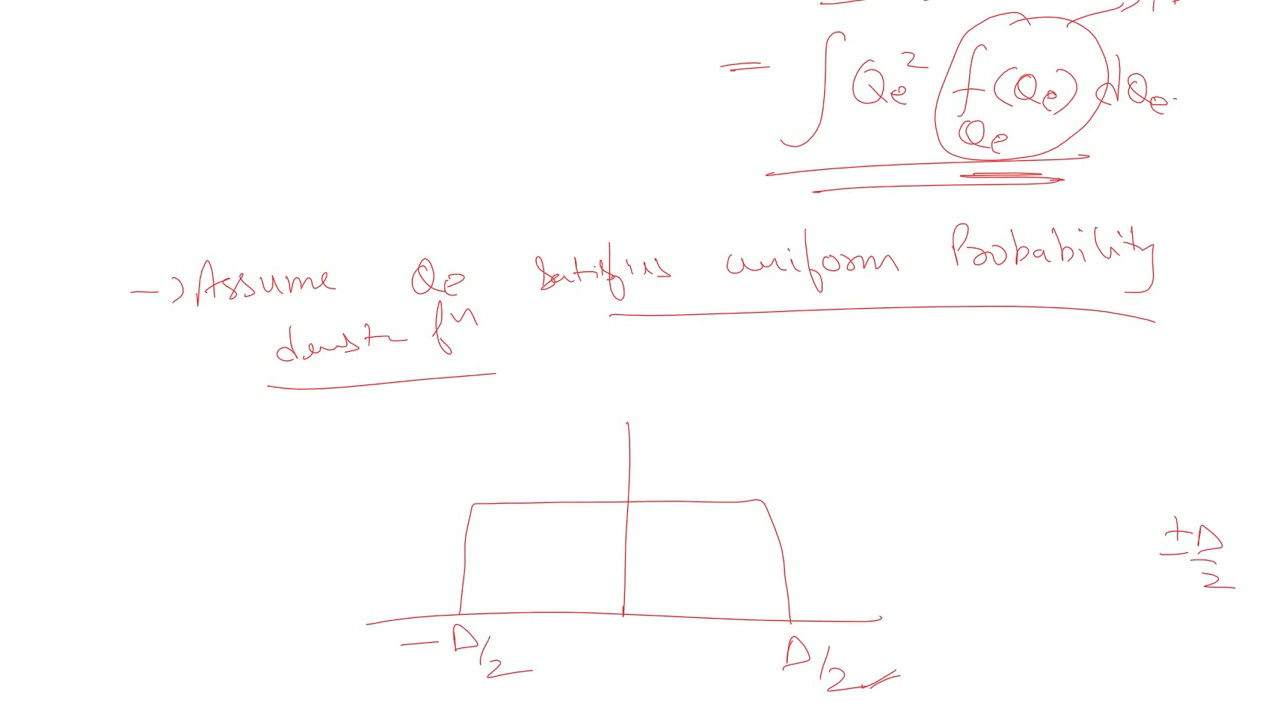 = ∫ Qe² f(Qe) dQe
Qe
→ Assume Qe satisfies uniform Probability
density fⁿ
± D/2
- D/2 D/2